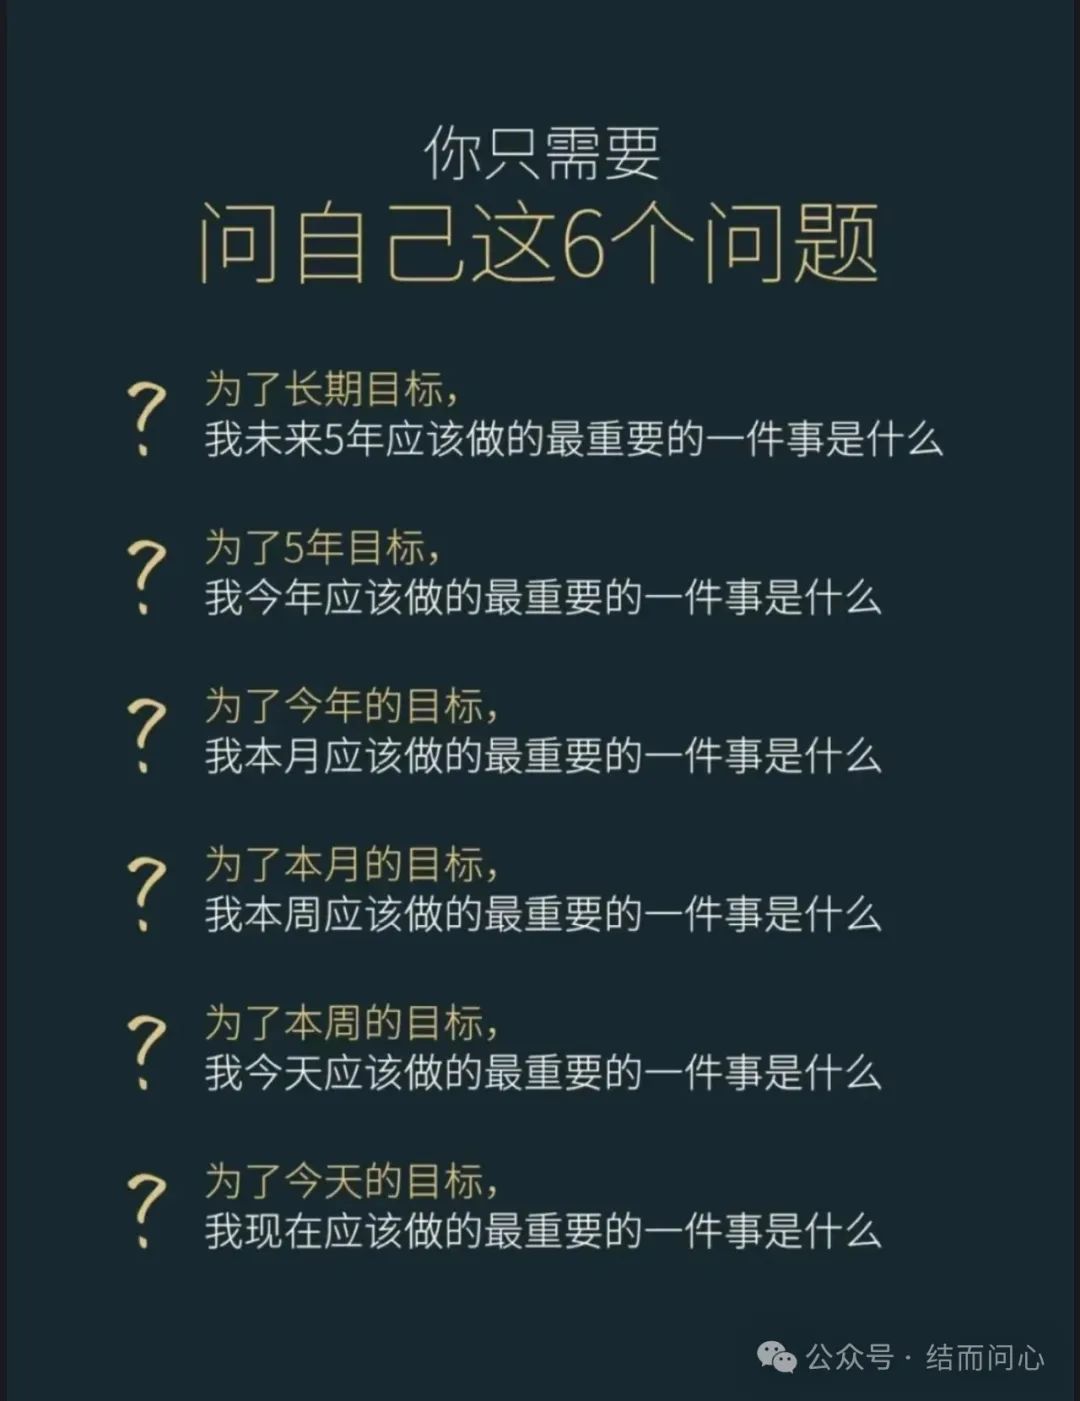 你只需要
问自己这6个问题
?
为了长期目标，
我未来5年应该做的最重要的一件事是什么
?
为了5年目标，
我今年应该做的最重要的一件事是什么
?
为了今年的目标，
我本月应该做的最重要的一件事是什么
?
为了本月的目标，
我本周应该做的最重要的一件事是什么
?
为了本周的目标，
我今天应该做的最重要的一件事是什么
?
为了今天的目标，
我现在应该做的最重要的一件事是什么
公众号 · 结而问心